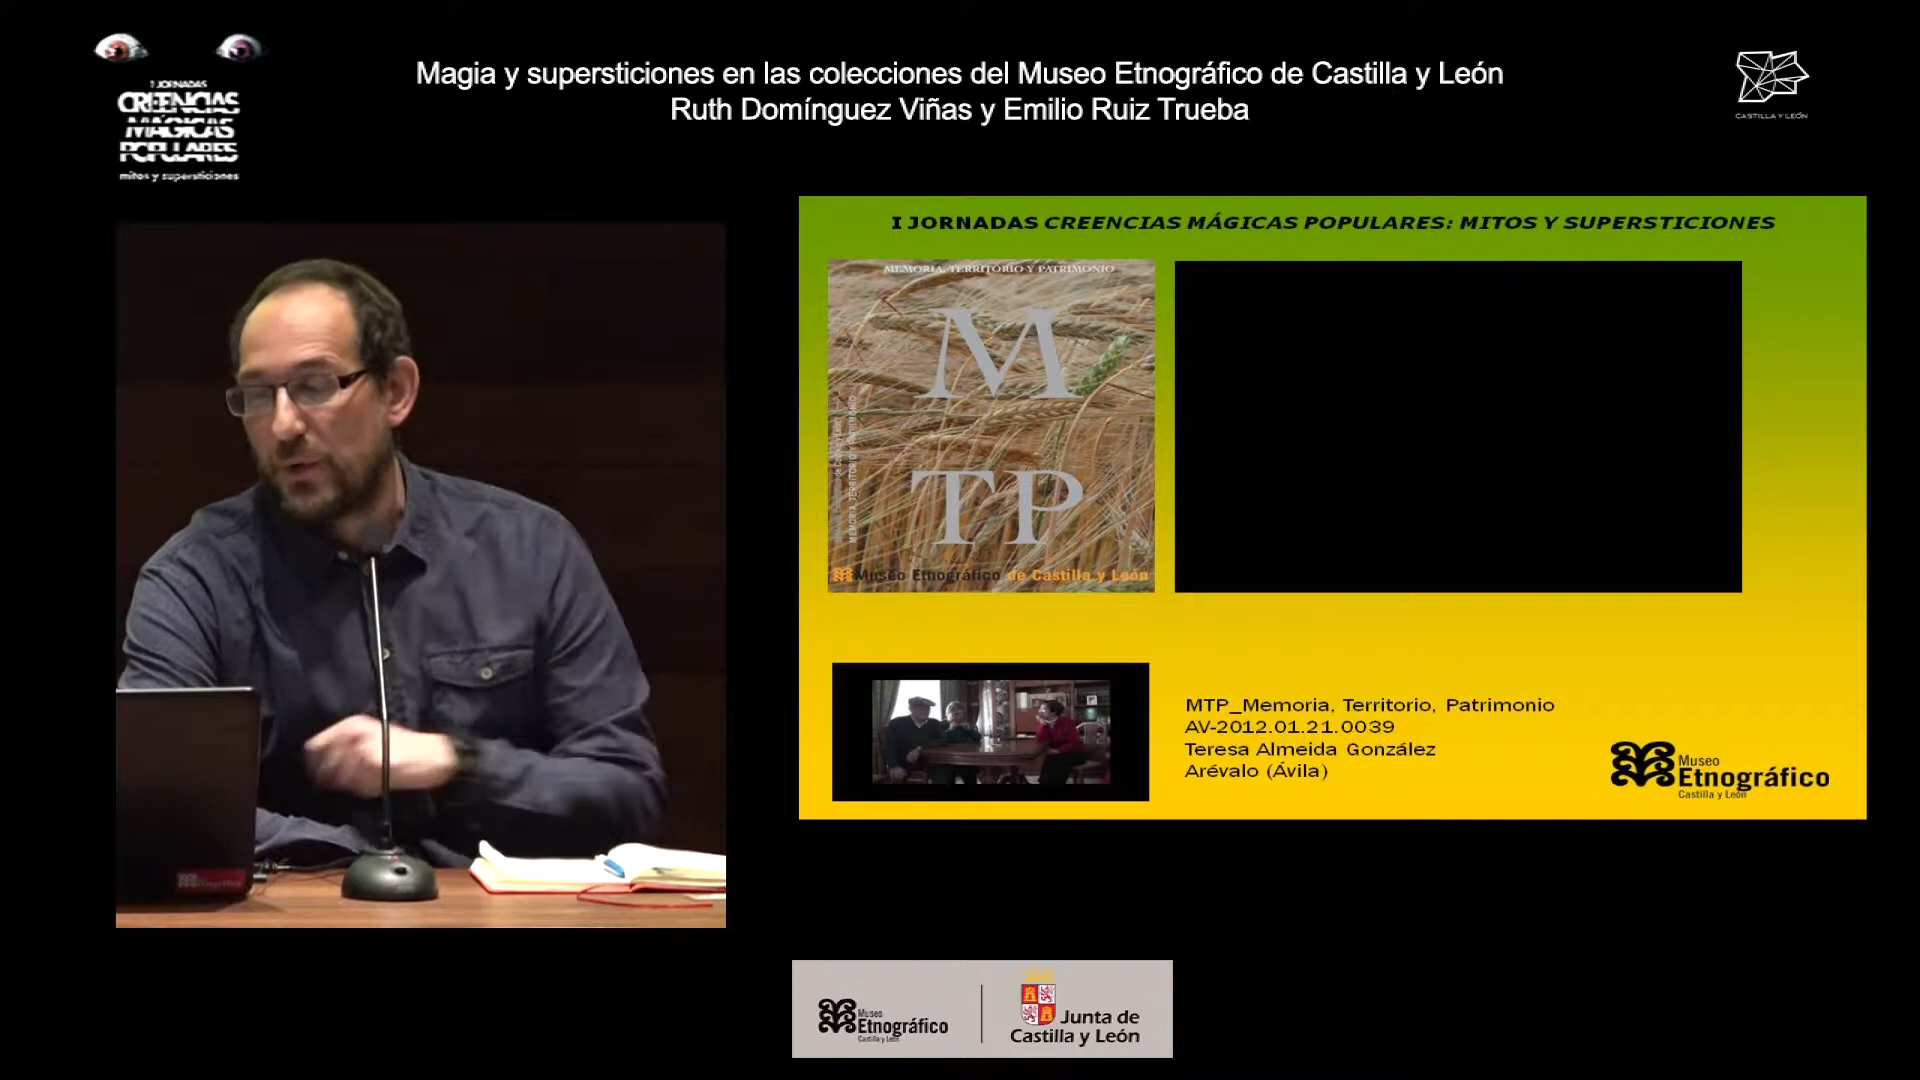 I JORNADAS
CREENCIAS
MÁGICAS
POPULARES
mitos y supersticiones
Magia y supersticiones en las colecciones del Museo Etnográfico de Castilla y León
Ruth Domínguez Viñas y Emilio Ruiz Trueba
CASTILLA Y LEÓN
I JORNADAS CREENCIAS MÁGICAS POPULARES: MITOS Y SUPERSTICIONES
MEMORIA, TERRITORIO Y PATRIMONIO
M
TP
MEMORIA, TERRITORIO Y PATRIMONIO
Museo Etnográfico de Castilla y León
MTP_Memoria, Territorio, Patrimonio
AV-2012.01.21.0039
Teresa Almeida González
Arévalo (Ávila)
Museo
Etnográfico
Castilla y León
Museo
Etnográfico
Castilla y León
Junta de
Castilla y León